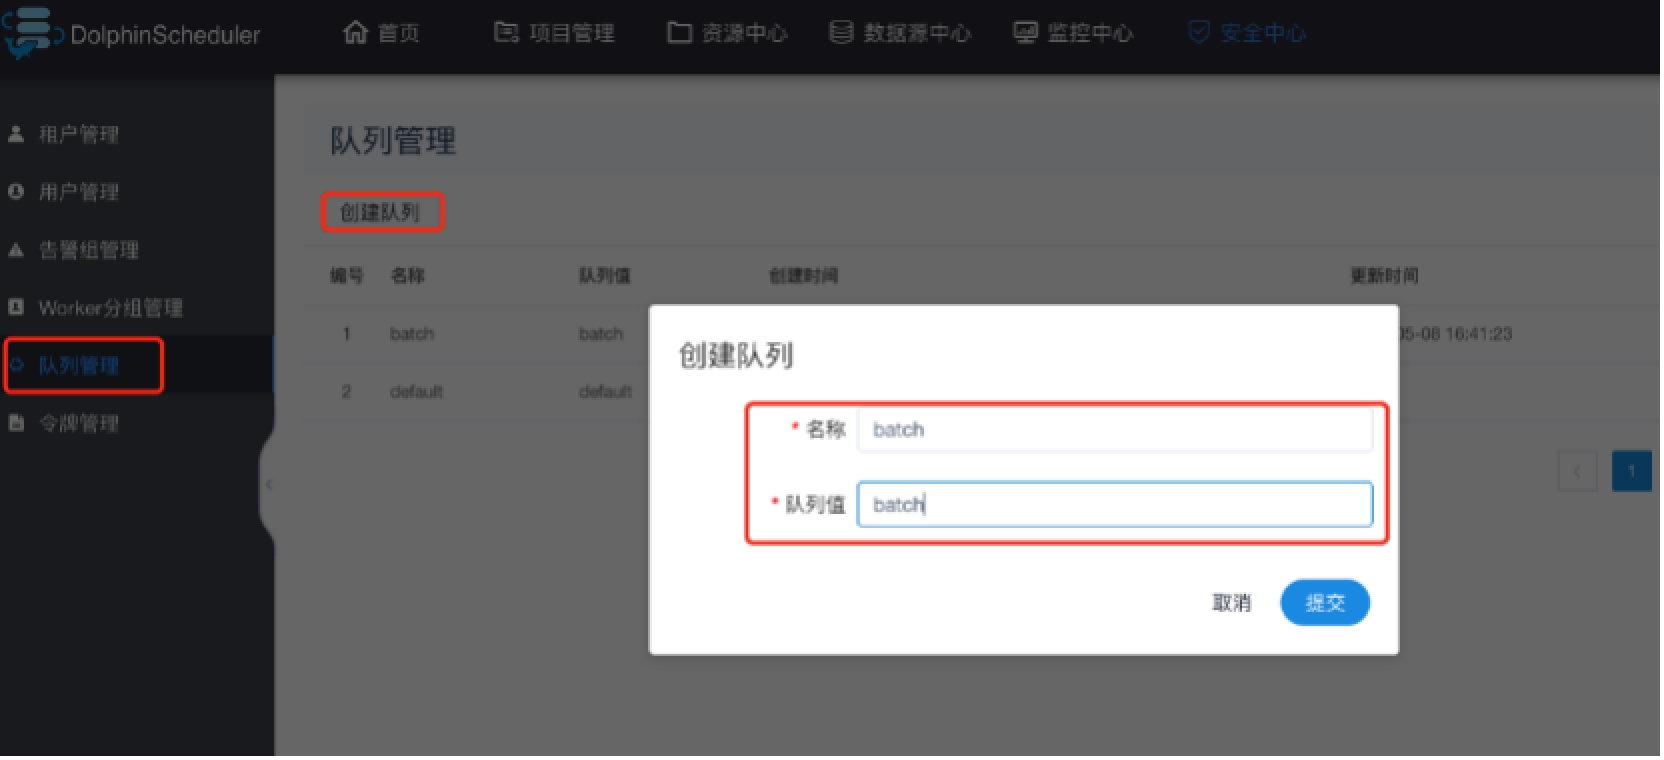 DolphinScheduler 首页 项目管理 资源中心 数据源中心 监控中心 安全中心
租户管理
用户管理
告警组管理
Worker分组管理
队列管理
令牌管理
队列管理
创建队列
编号 名称 队列值 创建时间 更新时间
1 batch batch 05-08 16:41:23
2 default default
创建队列
* 名称 batch
* 队列值 batch
取消 提交
1